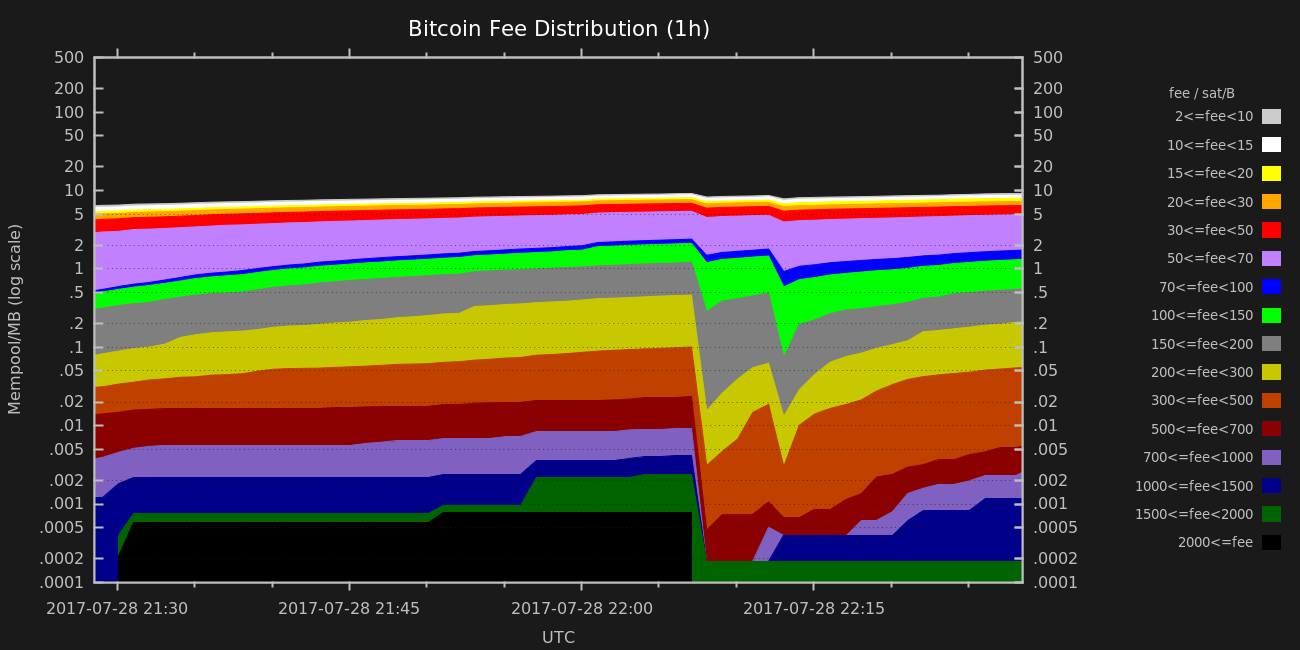 Bitcoin Fee Distribution (1h)
500 500
200 200
100 100
50 50
20 20
10 10
5 5
2 2
1 1
.5 .5
.2 .2
.1 .1
.05 .05
.02 .02
.01 .01
.005 .005
.002 .002
.001 .001
.0005 .0005
.0002 .0002
.0001 .0001
Mempool/MB (log scale)
2017-07-28 21:30 2017-07-28 21:45 2017-07-28 22:00 2017-07-28 22:15
UTC
fee / sat/B
2<=fee<10
10<=fee<15
15<=fee<20
20<=fee<30
30<=fee<50
50<=fee<70
70<=fee<100
100<=fee<150
150<=fee<200
200<=fee<300
300<=fee<500
500<=fee<700
700<=fee<1000
1000<=fee<1500
1500<=fee<2000
2000<=fee